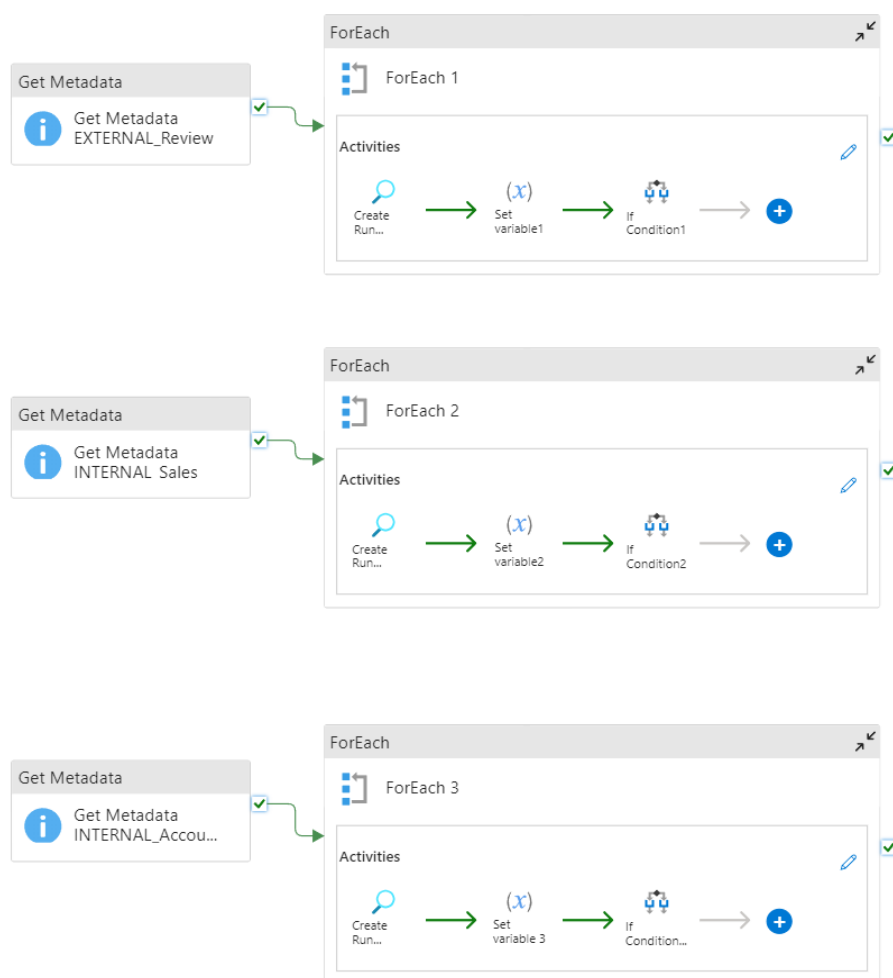 ForEach
ForEach 1
Get Metadata
Get Metadata
EXTERNAL_Review
Activities
(x)
Create
Run...
Set
variable1
If
Condition1
ForEach
ForEach 2
Get Metadata
Get Metadata
INTERNAL Sales
Activities
(x)
Create
Run...
Set
variable2
If
Condition2
ForEach
ForEach 3
Get Metadata
Get Metadata
INTERNAL_Accou...
Activities
(x)
Create
Run...
Set
variable 3
If
Condition...